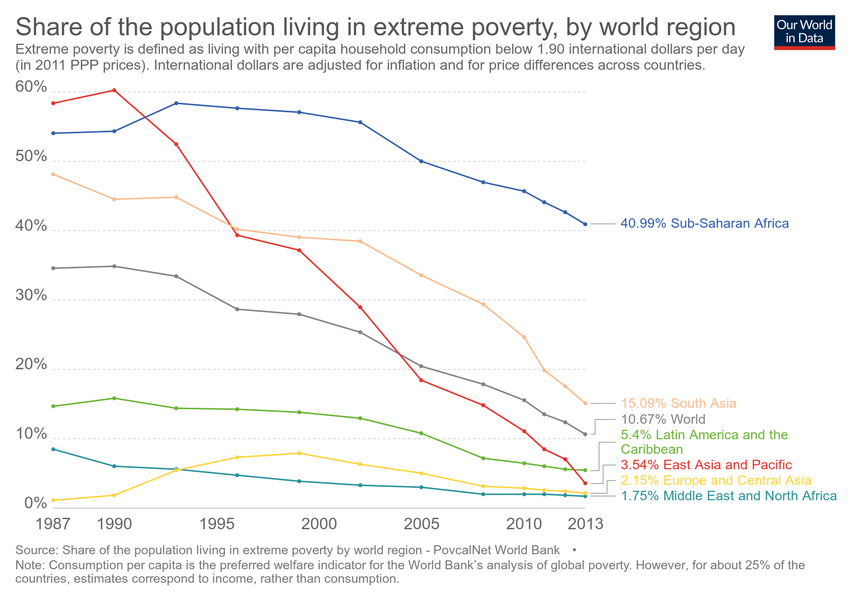 Share of the population living in extreme poverty, by world region
Our World
in Data
Extreme poverty is defined as living with per capita household consumption below 1.90 international dollars per day
(in 2011 PPP prices). International dollars are adjusted for inflation and for price differences across countries.
60%
50%
40%
30%
20%
10%
0%
40.99% Sub-Saharan Africa
15.09% South Asia
10.67% World
5.4% Latin America and the
Caribbean
3.54% East Asia and Pacific
2.15% Europe and Central Asia
1.75% Middle East and North Africa
1987 1990 1995 2000 2005 2010 2013
Source: Share of the population living in extreme poverty by world region - PovcalNet World Bank •
Note: Consumption per capita is the preferred welfare indicator for the World Bank's analysis of global poverty. However, for about 25% of the
countries, estimates correspond to income, rather than consumption.